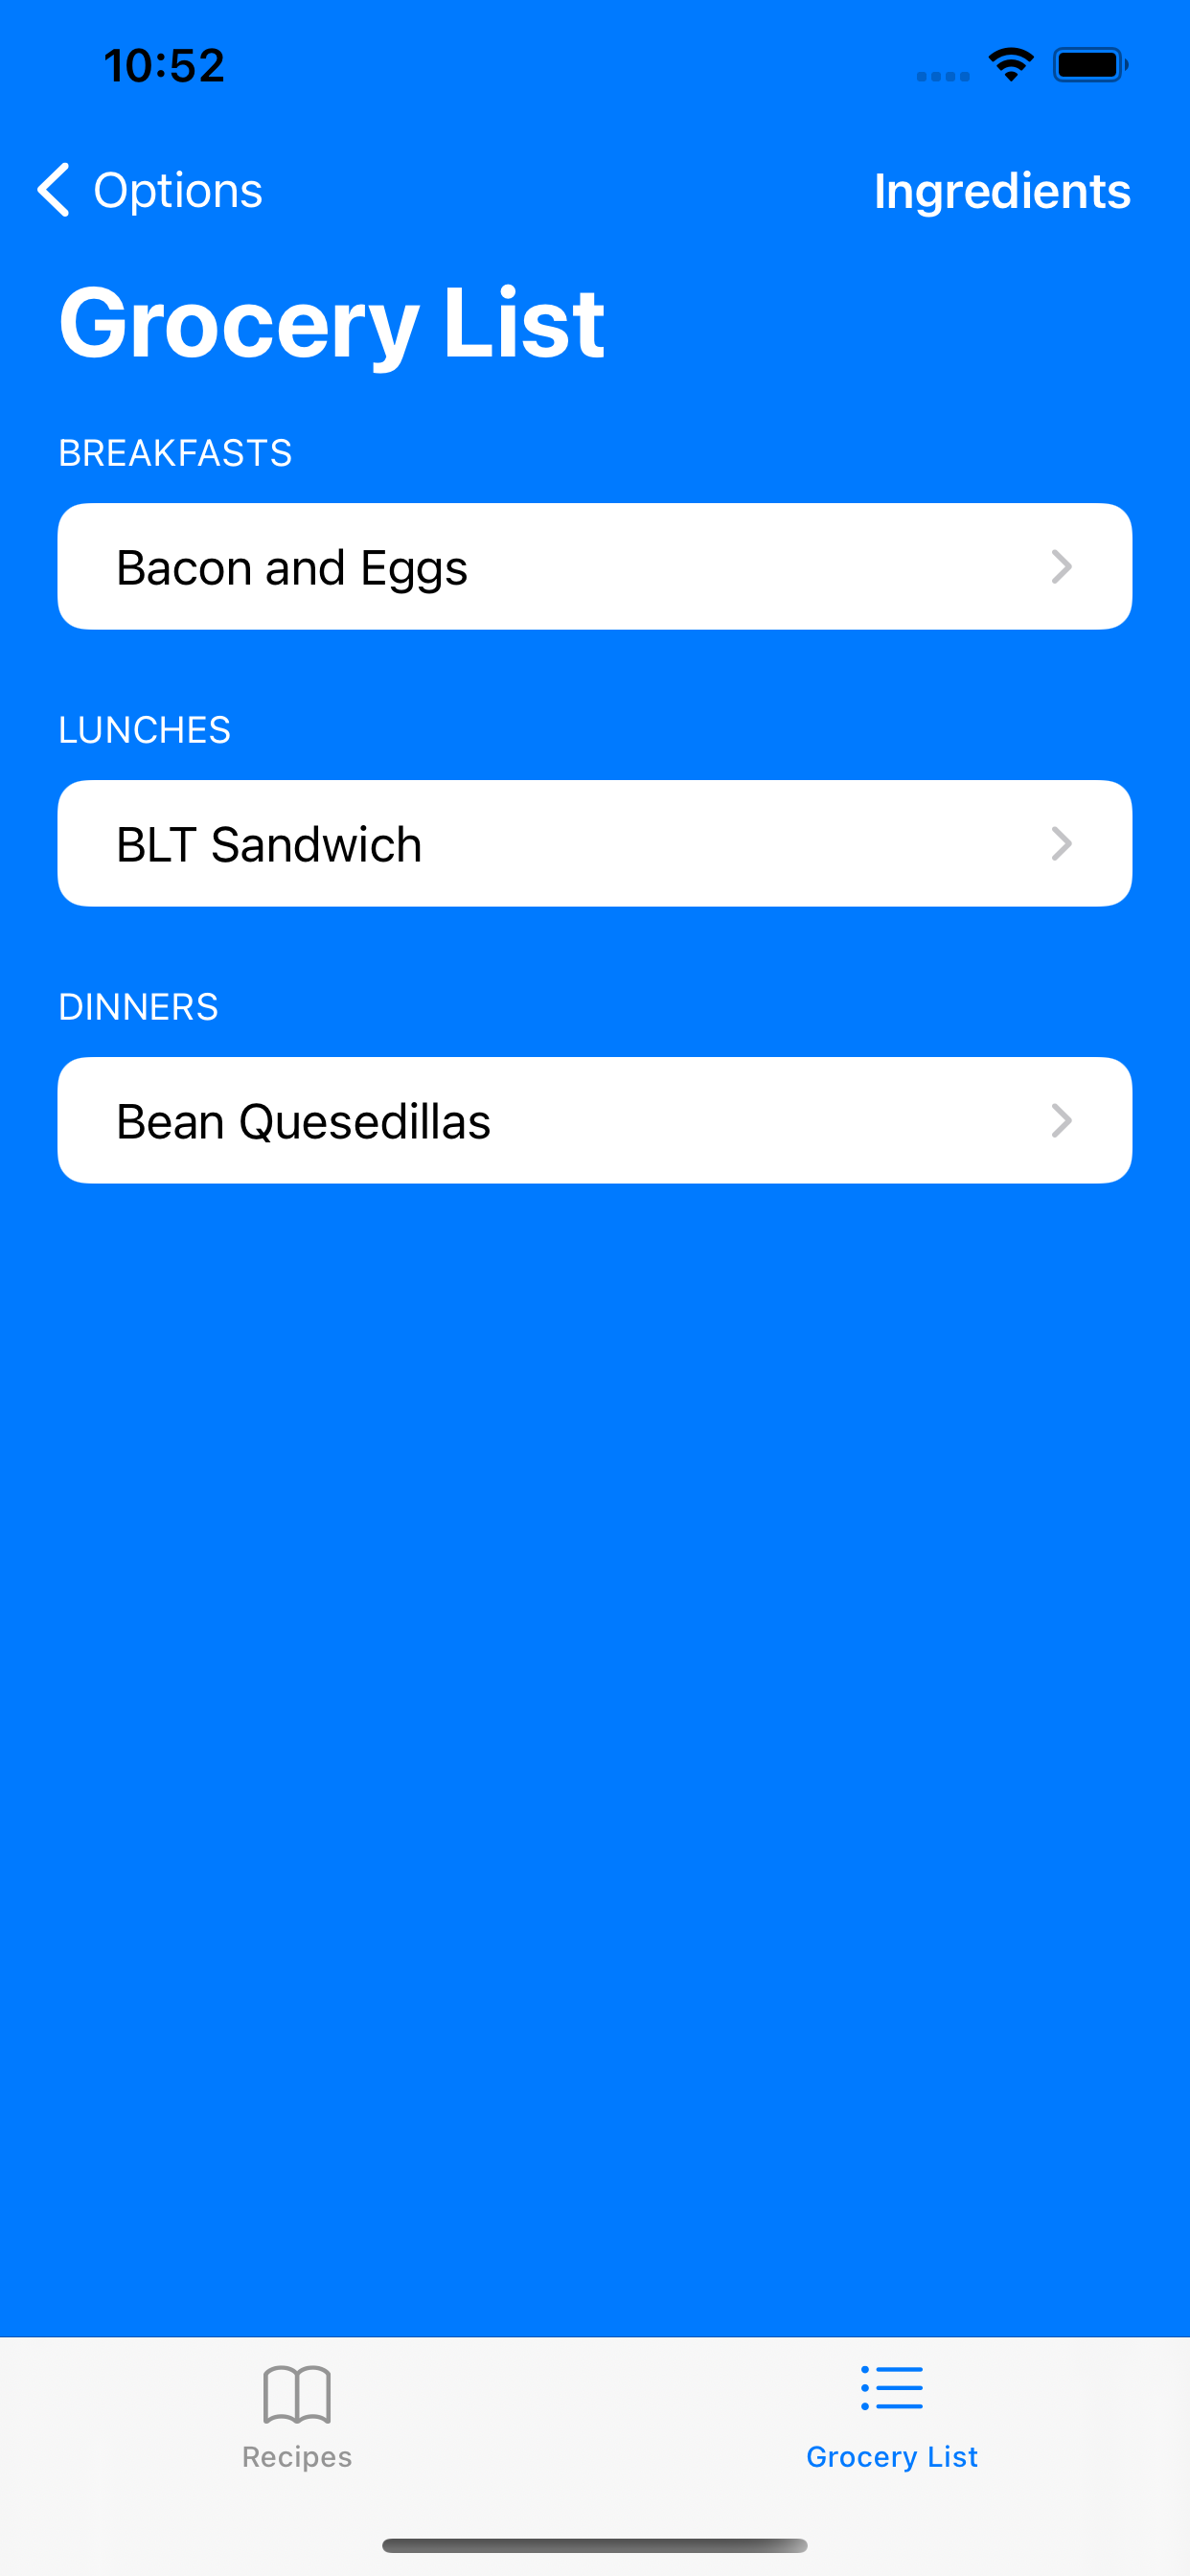 10:52
Options
Ingredients
Grocery List
BREAKFASTS
Bacon and Eggs
LUNCHES
BLT Sandwich
DINNERS
Bean Quesedillas
Recipes
Grocery List